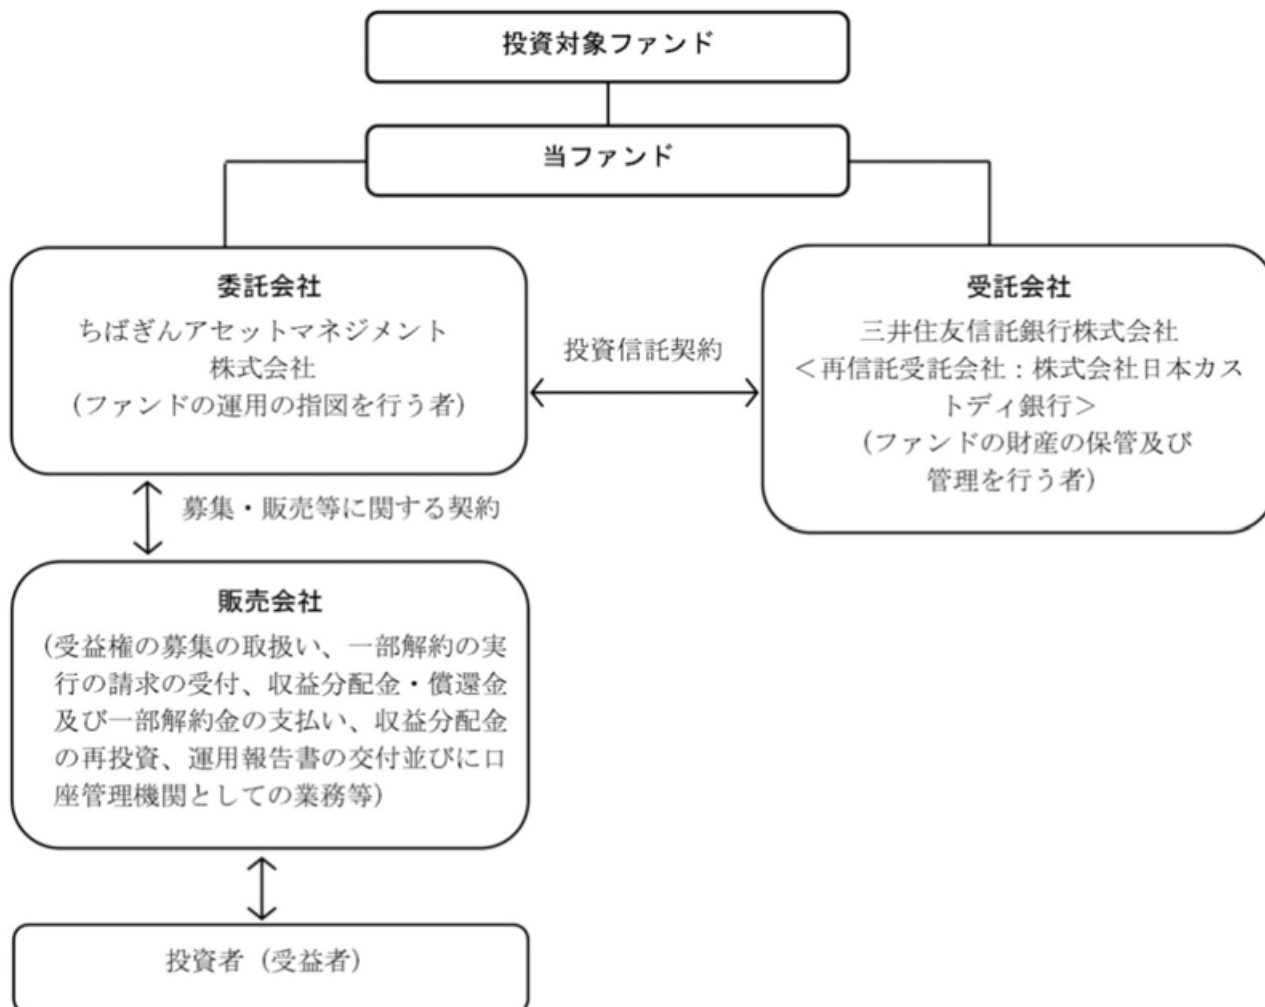 投資対象ファンド
当ファンド
委託会社
ちばぎんアセットマネジメント
株式会社
(ファンドの運用の指図を行う者)
投資信託契約
受託会社
三井住友信託銀行株式会社
＜再信託受託会社：株式会社日本カス
トディ銀行＞
(ファンドの財産の保管及び
管理を行う者)
募集・販売等に関する契約
販売会社
(受益権の募集の取扱い、一部解約の実
行の請求の受付、収益分配金・償還金
及び一部解約金の支払い、収益分配金
の再投資、運用報告書の交付並びに口
座管理機関としての業務等)
投資者 (受益者)